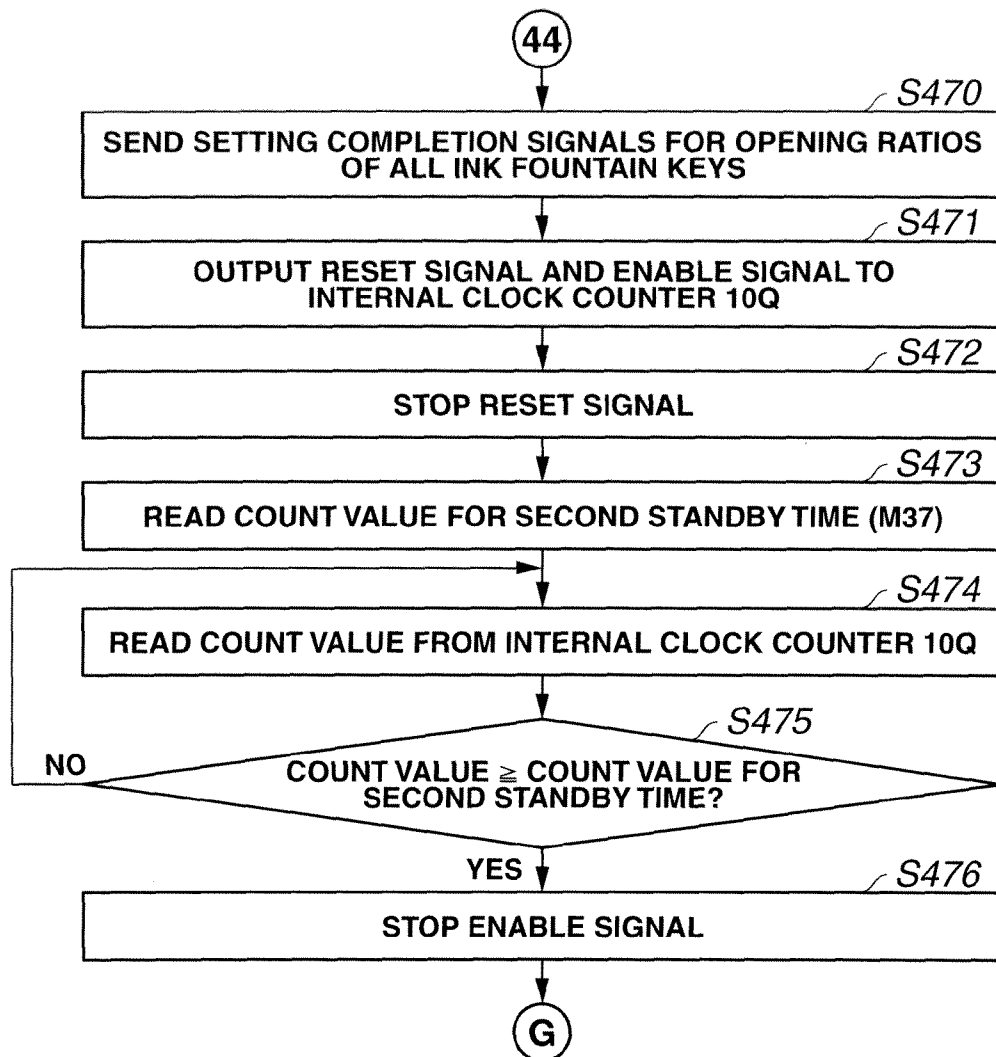 44
S470
SEND SETTING COMPLETION SIGNALS FOR OPENING RATIOS
OF ALL INK FOUNTAIN KEYS
S471
OUTPUT RESET SIGNAL AND ENABLE SIGNAL TO
INTERNAL CLOCK COUNTER 10Q
S472
STOP RESET SIGNAL
S473
READ COUNT VALUE FOR SECOND STANDBY TIME (M37)
S474
READ COUNT VALUE FROM INTERNAL CLOCK COUNTER 10Q
S475
NO
COUNT VALUE ≧ COUNT VALUE FOR
SECOND STANDBY TIME?
YES
S476
STOP ENABLE SIGNAL
G